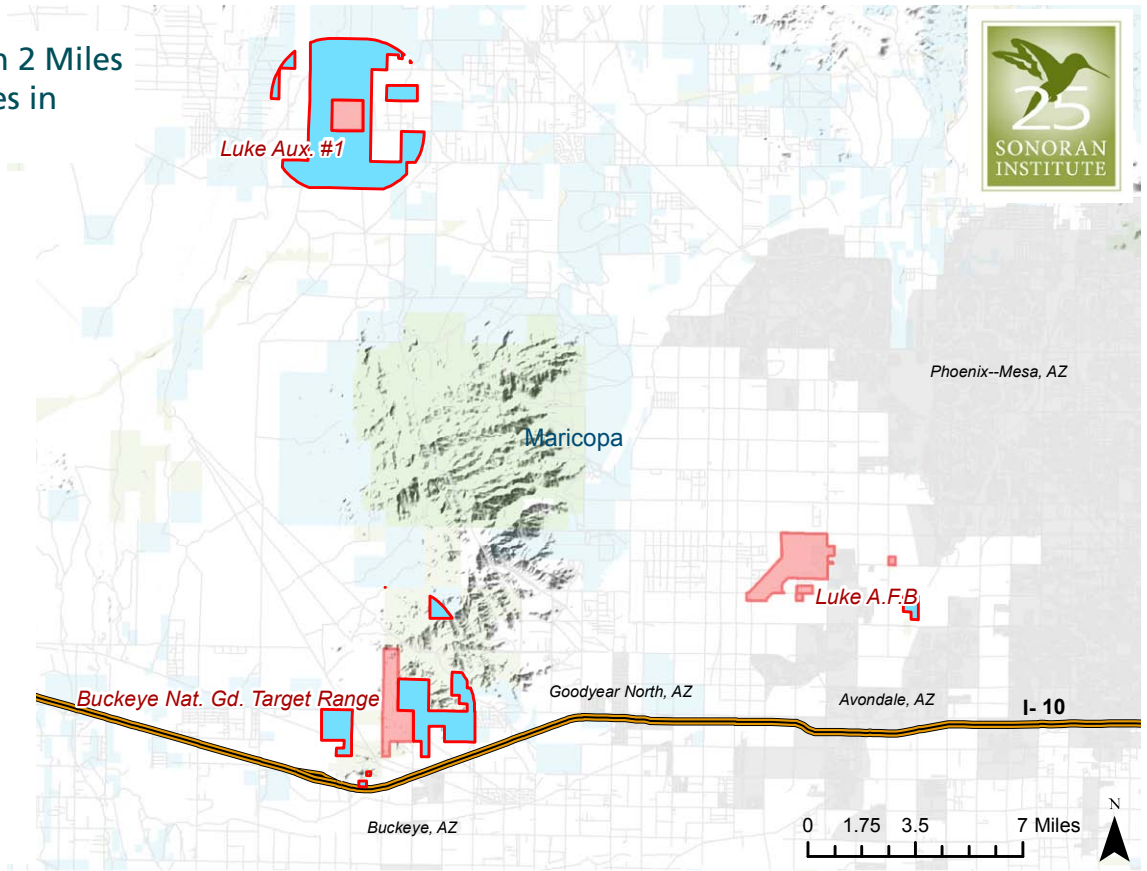 n 2 Miles
es in
25
SONORAN
INSTITUTE
Luke Aux. #1
Phoenix--Mesa, AZ
Maricopa
Luke A.F.B
Buckeye Nat. Gd. Target Range
Goodyear North, AZ
Avondale, AZ
I- 10
Buckeye, AZ
0 1.75 3.5 7 Miles
N